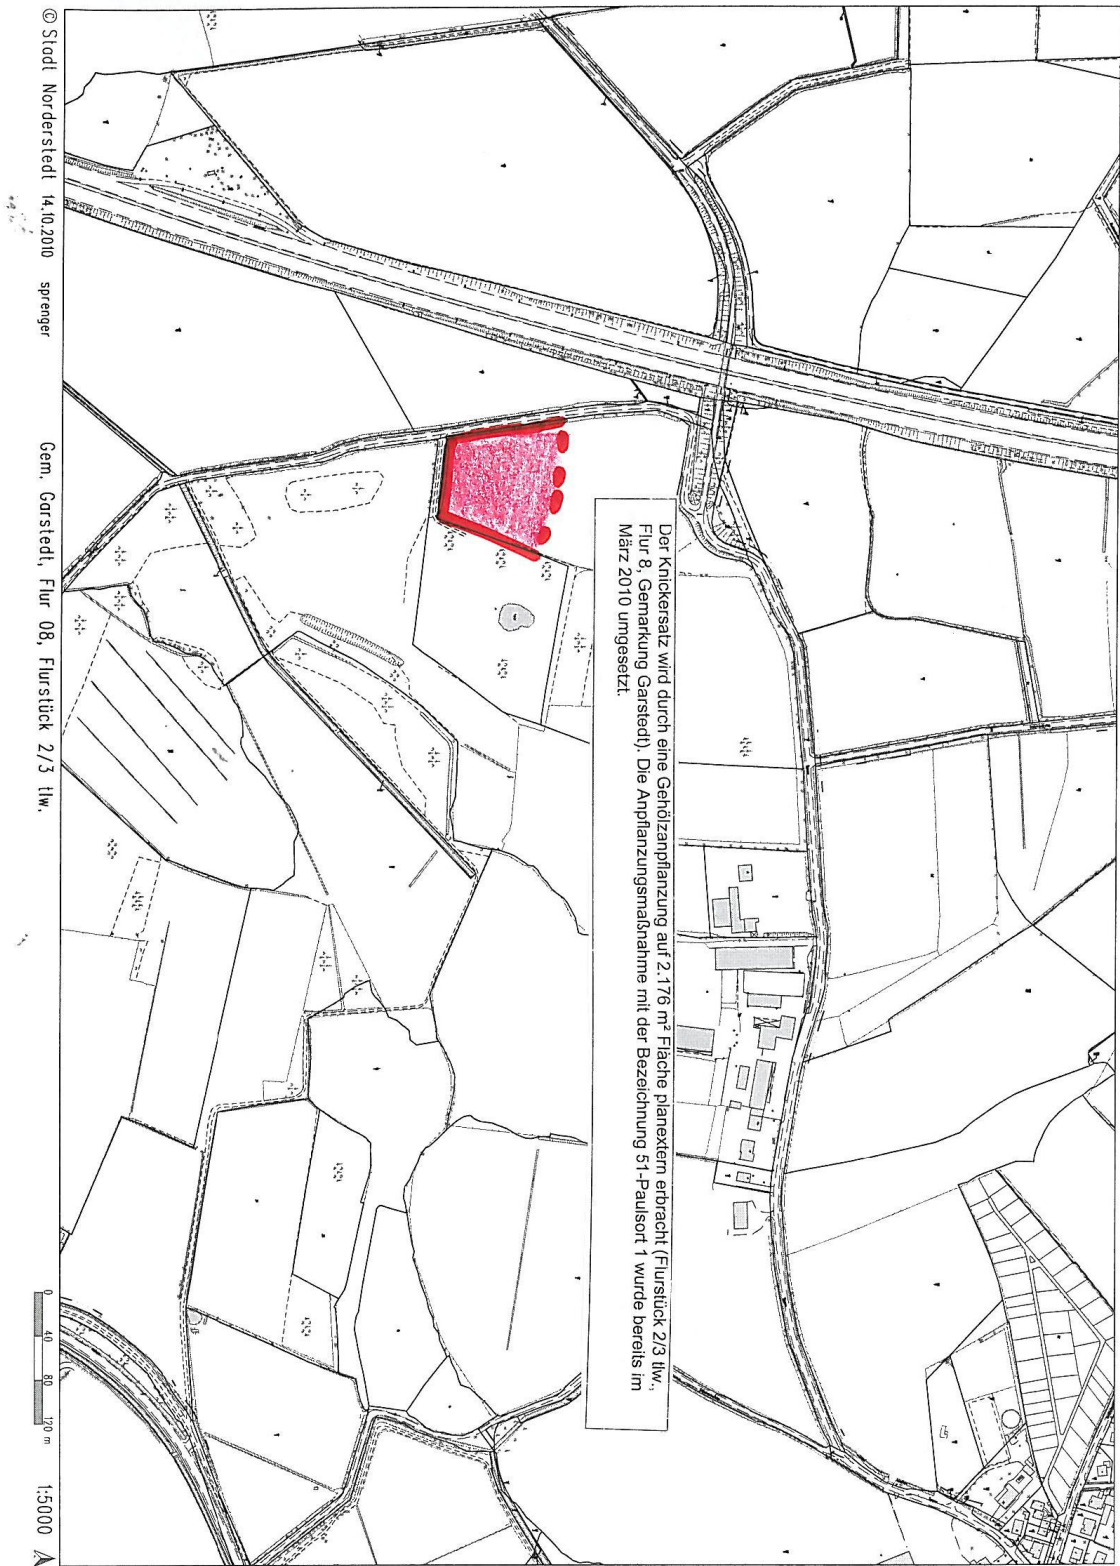 Der Knickersatz wird durch eine Gehölzanpflanzung auf 2.176 m² Fläche planextern erbracht (Flurstück 2/3 tlw.,
Flur 8, Gemarkung Garstedt). Die Anpflanzungsmaßnahme mit der Bezeichnung 51-Paulsort 1 wurde bereits im
März 2010 umgesetzt.
© Stadt Norderstedt 14.10.2010 sprenger Gem. Garstedt, Flur 08, Flurstück 2/3 tlw.
0 40 80 120 m 1:5000